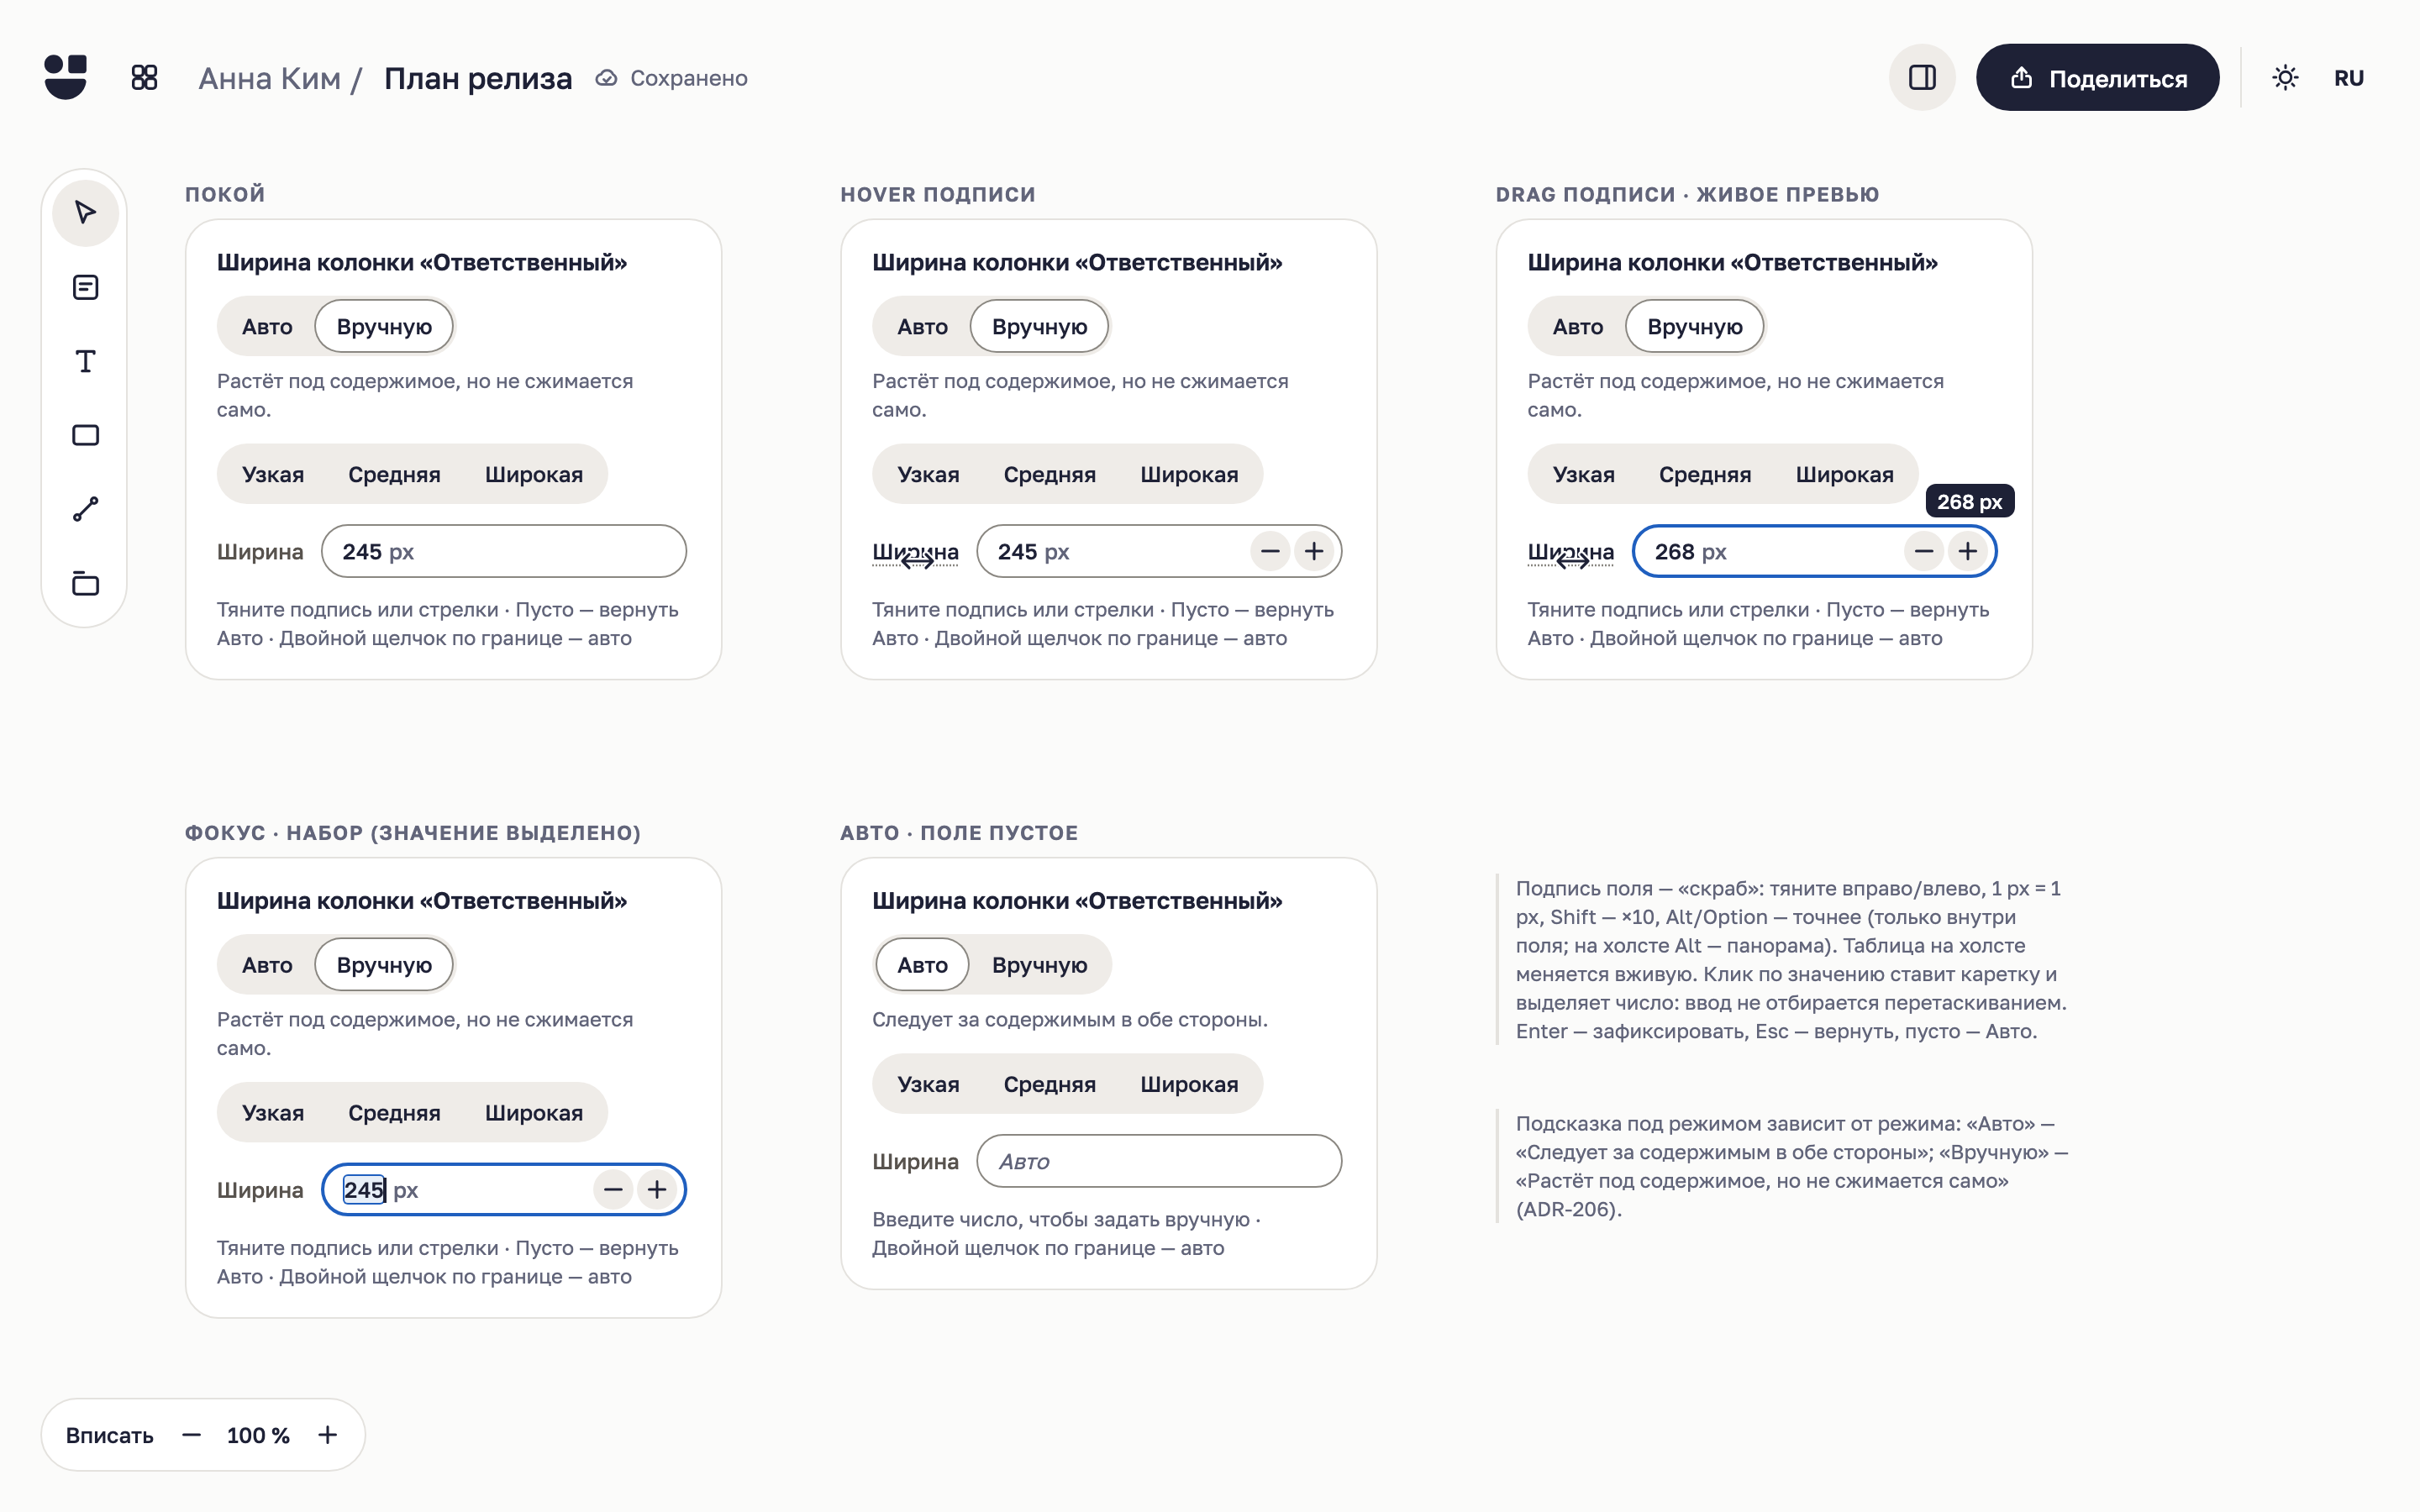 Анна Ким / План релиза Сохранено
Поделиться
RU
ПОКОЙ
Ширина колонки «Ответственный»
Авто Вручную
Растёт под содержимое, но не сжимается
само.
Узкая Средняя Широкая
Ширина 245 px
Тяните подпись или стрелки · Пусто — вернуть
Авто · Двойной щелчок по границе — авто
HOVER ПОДПИСИ
Ширина колонки «Ответственный»
Авто Вручную
Растёт под содержимое, но не сжимается
само.
Узкая Средняя Широкая
Ширина 245 px
Тяните подпись или стрелки · Пусто — вернуть
Авто · Двойной щелчок по границе — авто
DRAG ПОДПИСИ · ЖИВОЕ ПРЕВЬЮ
Ширина колонки «Ответственный»
Авто Вручную
Растёт под содержимое, но не сжимается
само.
Узкая Средняя Широкая
268 px
Ширина 268 px
Тяните подпись или стрелки · Пусто — вернуть
Авто · Двойной щелчок по границе — авто
ФОКУС · НАБОР (ЗНАЧЕНИЕ ВЫДЕЛЕНО)
Ширина колонки «Ответственный»
Авто Вручную
Растёт под содержимое, но не сжимается
само.
Узкая Средняя Широкая
Ширина 245 px
Тяните подпись или стрелки · Пусто — вернуть
Авто · Двойной щелчок по границе — авто
АВТО · ПОЛЕ ПУСТОЕ
Ширина колонки «Ответственный»
Авто Вручную
Следует за содержимым в обе стороны.
Узкая Средняя Широкая
Ширина Авто
Введите число, чтобы задать вручную ·
Двойной щелчок по границе — авто
Подпись поля — «скраб»: тяните вправо/влево, 1 px = 1
px, Shift — ×10, Alt/Option — точнее (только внутри
поля; на холсте Alt — панорама). Таблица на холсте
меняется вживую. Клик по значению ставит каретку и
выделяет число: ввод не отбирается перетаскиванием.
Enter — зафиксировать, Esc — вернуть, пусто — Авто.
Подсказка под режимом зависит от режима: «Авто» —
«Следует за содержимым в обе стороны»; «Вручную» —
«Растёт под содержимое, но не сжимается само»
(ADR-206).
Вписать — 100 % +